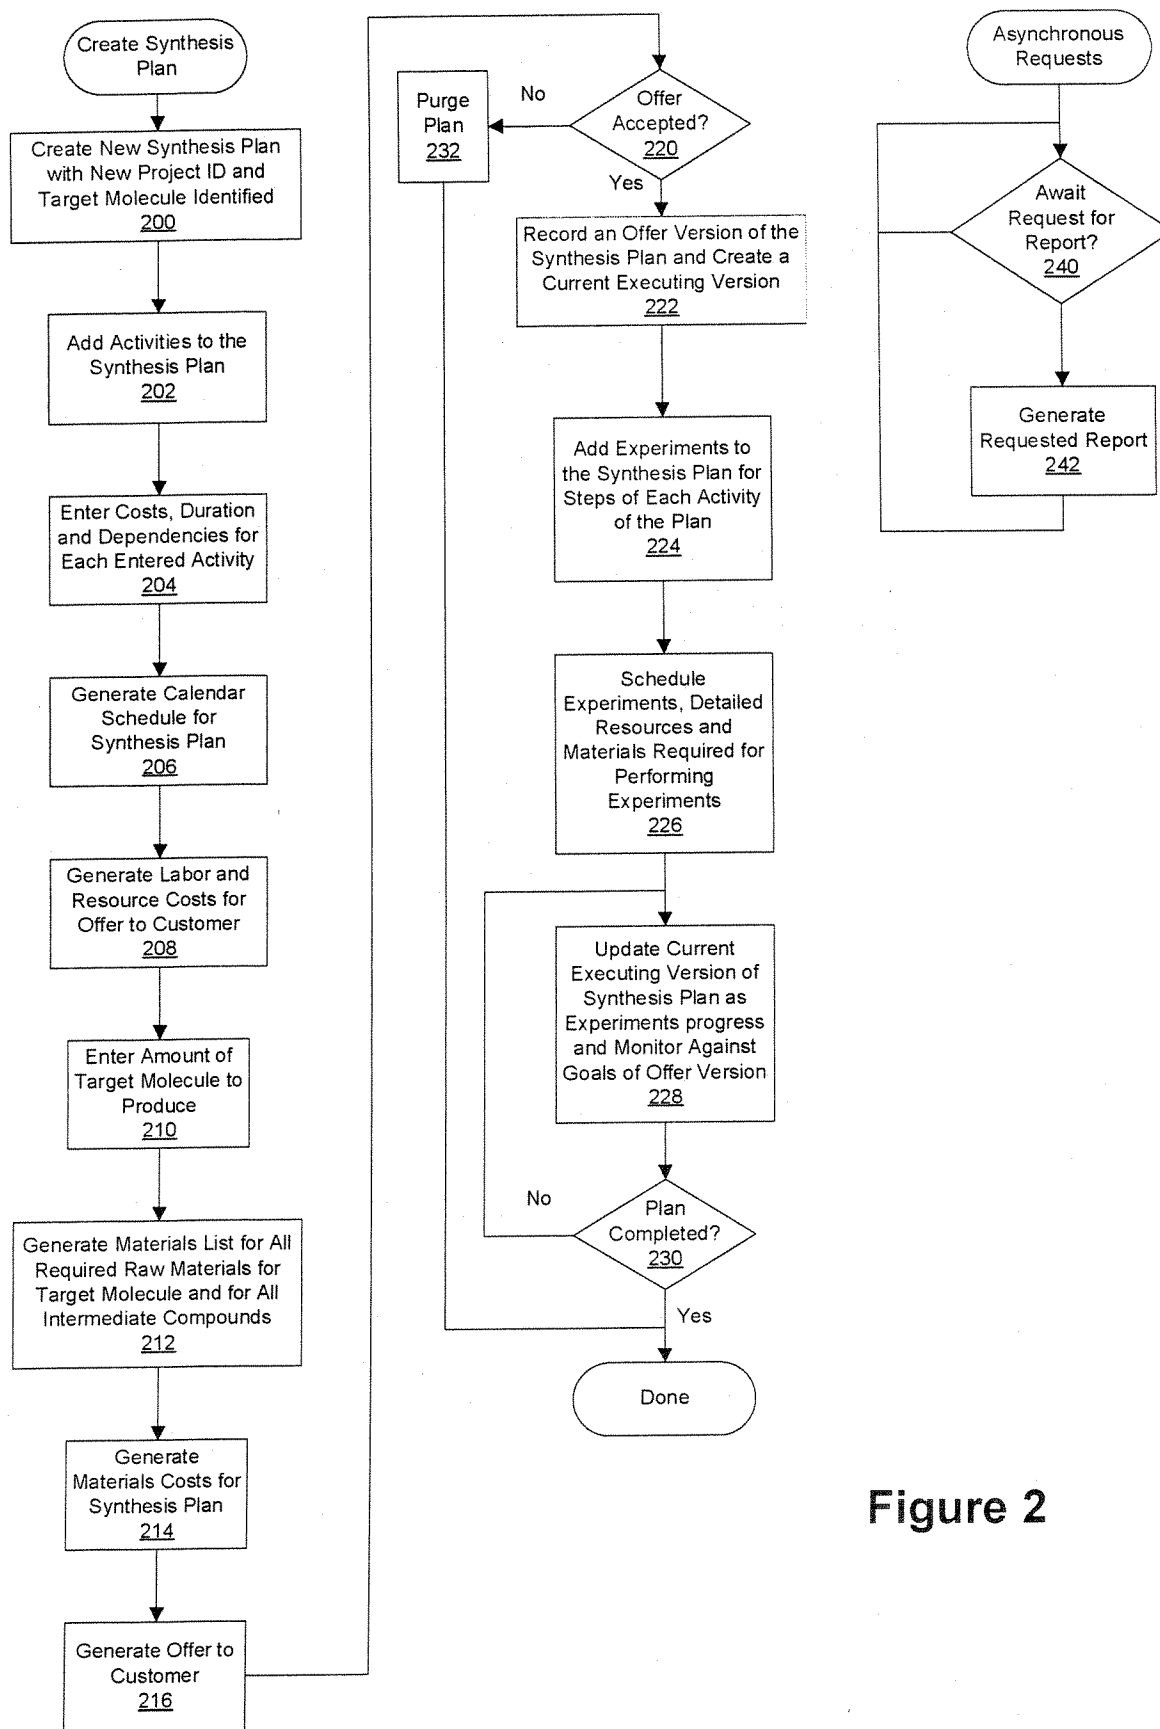 Create Synthesis
Plan
Create New Synthesis Plan
with New Project ID and
Target Molecule Identified
200
Add Activities to the
Synthesis Plan
202
Enter Costs, Duration
and Dependencies for
Each Entered Activity
204
Generate Calendar
Schedule for
Synthesis Plan
206
Generate Labor and
Resource Costs for
Offer to Customer
208
Enter Amount of
Target Molecule to
Produce
210
Generate Materials List for All
Required Raw Materials for
Target Molecule and for All
Intermediate Compounds
212
Generate
Materials Costs for
Synthesis Plan
214
Generate Offer to
Customer
216
Offer
Accepted?
220
No
Purge
Plan
232
Yes
Record an Offer Version of the
Synthesis Plan and Create a
Current Executing Version
222
Add Experiments to
the Synthesis Plan for
Steps of Each Activity
of the Plan
224
Schedule
Experiments, Detailed
Resources and
Materials Required for
Performing
Experiments
226
Update Current
Executing Version of
Synthesis Plan as
Experiments progress
and Monitor Against
Goals of Offer Version
228
No
Plan
Completed?
230
Yes
Done
Asynchronous
Requests
Await
Request for
Report?
240
Generate
Requested Report
242
Figure 2